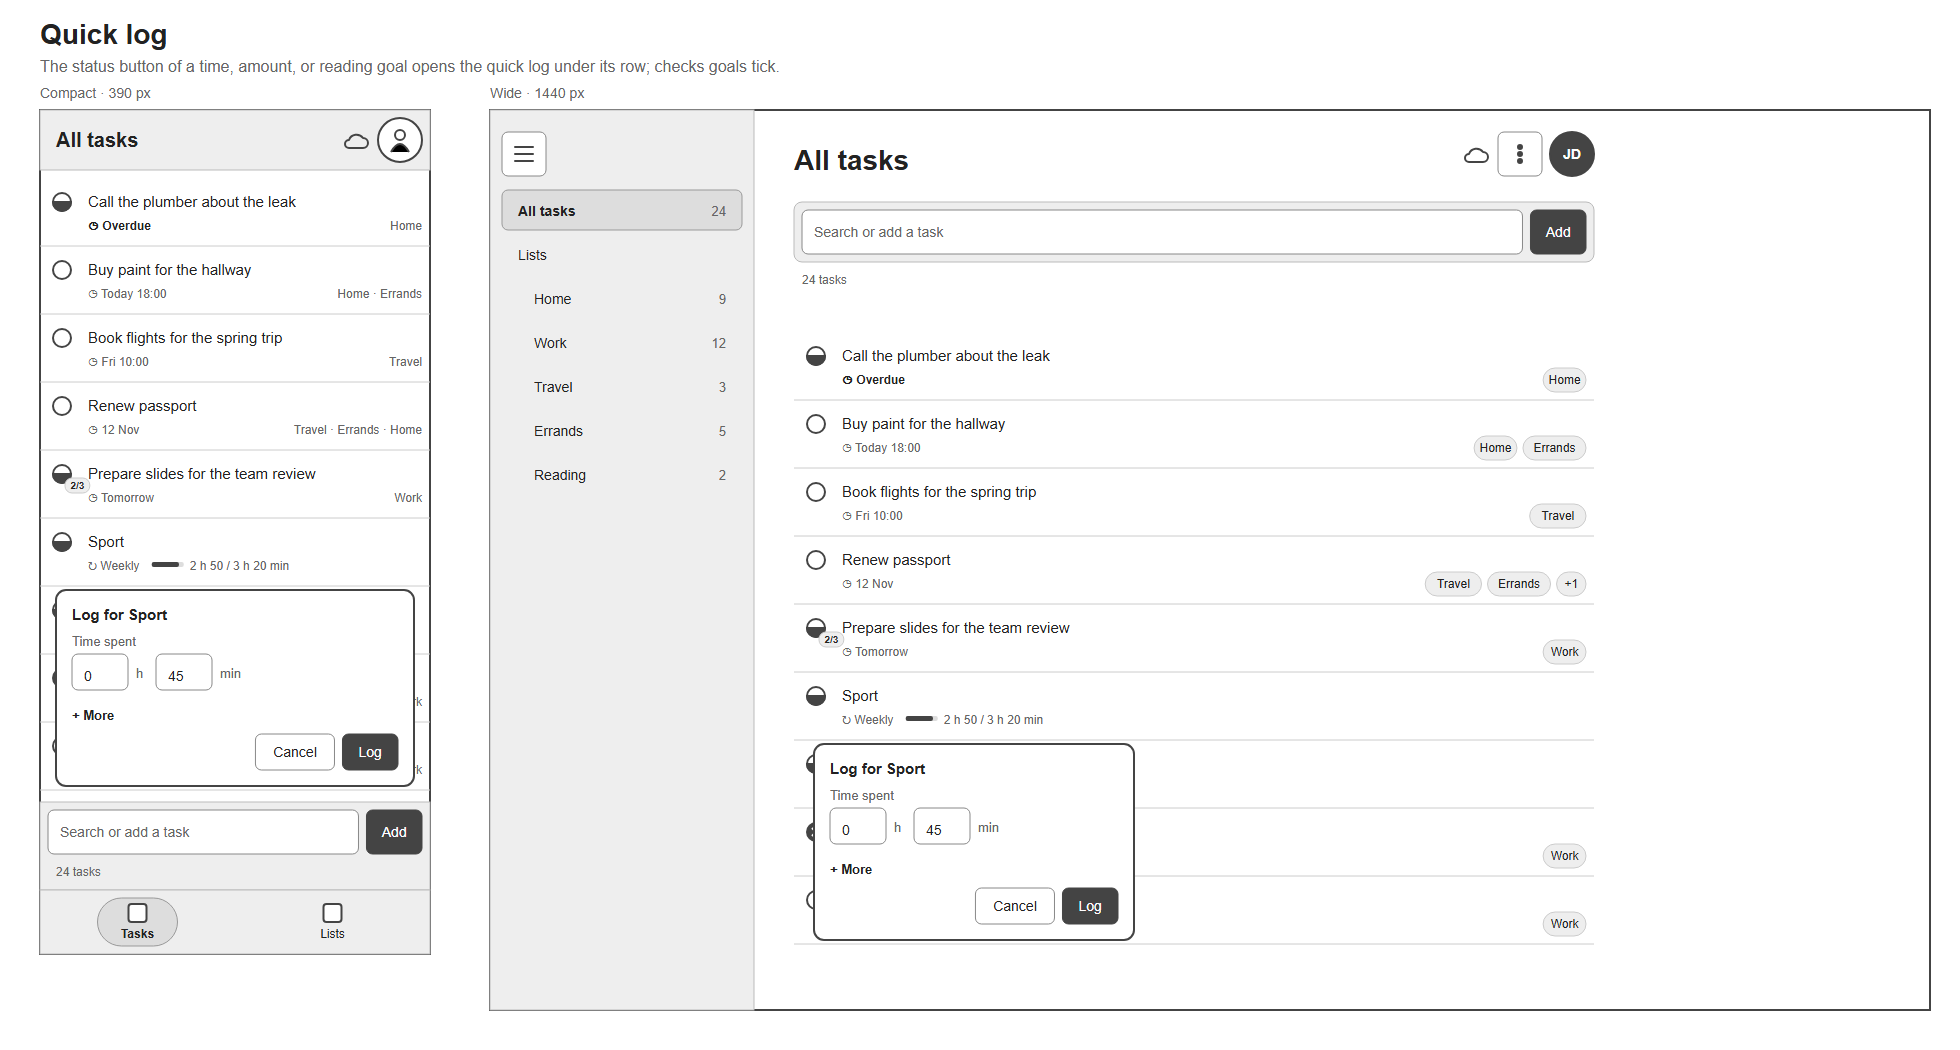 Quick log
The status button of a time, amount, or reading goal opens the quick log under its row; checks goals tick.
Compact · 390 px
All tasks
Call the plumber about the leak
Overdue
Home
Buy paint for the hallway
Today 18:00
Home · Errands
Book flights for the spring trip
Fri 10:00
Travel
Renew passport
12 Nov
Travel · Errands · Home
Prepare slides for the team review
2/3
Tomorrow
Work
Sport
↻ Weekly
2 h 50 / 3 h 20 min
Log for Sport
Time spent
0 h 45 min
+ More
Cancel
Log
Search or add a task
Add
24 tasks
Tasks
Lists
Wide · 1440 px
All tasks 24
Lists
Home 9
Work 12
Travel 3
Errands 5
Reading 2
All tasks
JD
Search or add a task
Add
24 tasks
Call the plumber about the leak
Overdue
Home
Buy paint for the hallway
Today 18:00
Home Errands
Book flights for the spring trip
Fri 10:00
Travel
Renew passport
12 Nov
Travel Errands +1
Prepare slides for the team review
2/3
Tomorrow
Work
Sport
↻ Weekly
2 h 50 / 3 h 20 min
Log for Sport
Time spent
0 h 45 min
+ More
Cancel
Log
Work
Work